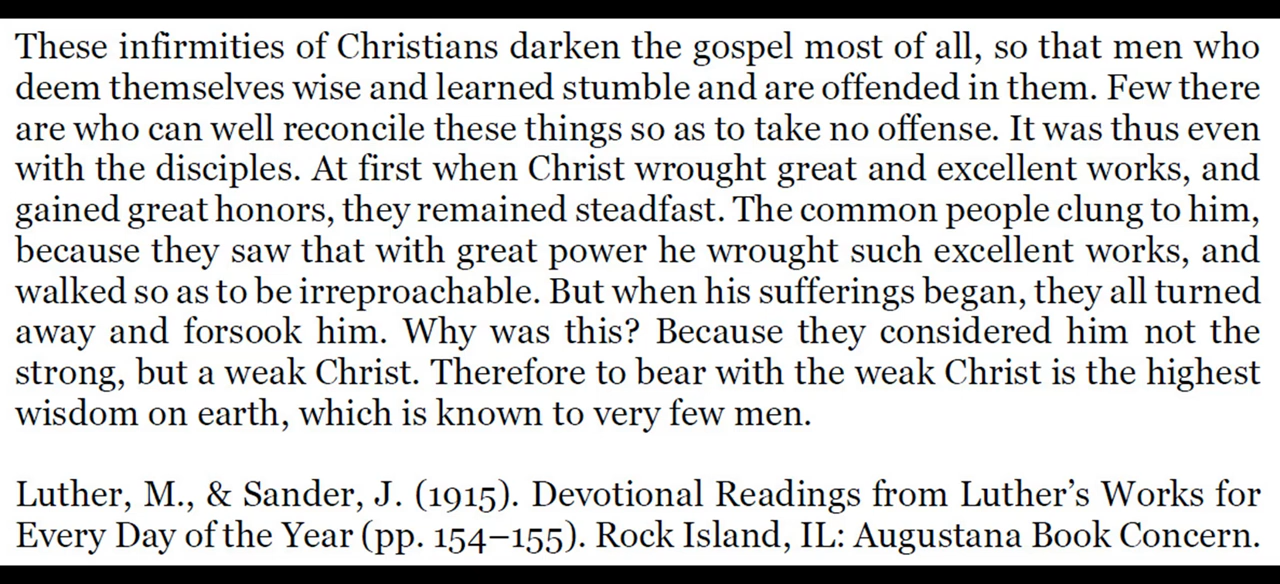 These infirmities of Christians darken the gospel most of all, so that men who
deem themselves wise and learned stumble and are offended in them. Few there
are who can well reconcile these things so as to take no offense. It was thus even
with the disciples. At first when Christ wrought great and excellent works, and
gained great honors, they remained steadfast. The common people clung to him,
because they saw that with great power he wrought such excellent works, and
walked so as to be irreproachable. But when his sufferings began, they all turned
away and forsook him. Why was this? Because they considered him not the
strong, but a weak Christ. Therefore to bear with the weak Christ is the highest
wisdom on earth, which is known to very few men.
Luther, M., & Sander, J. (1915). Devotional Readings from Luther’s Works for
Every Day of the Year (pp. 154–155). Rock Island, IL: Augustana Book Concern.